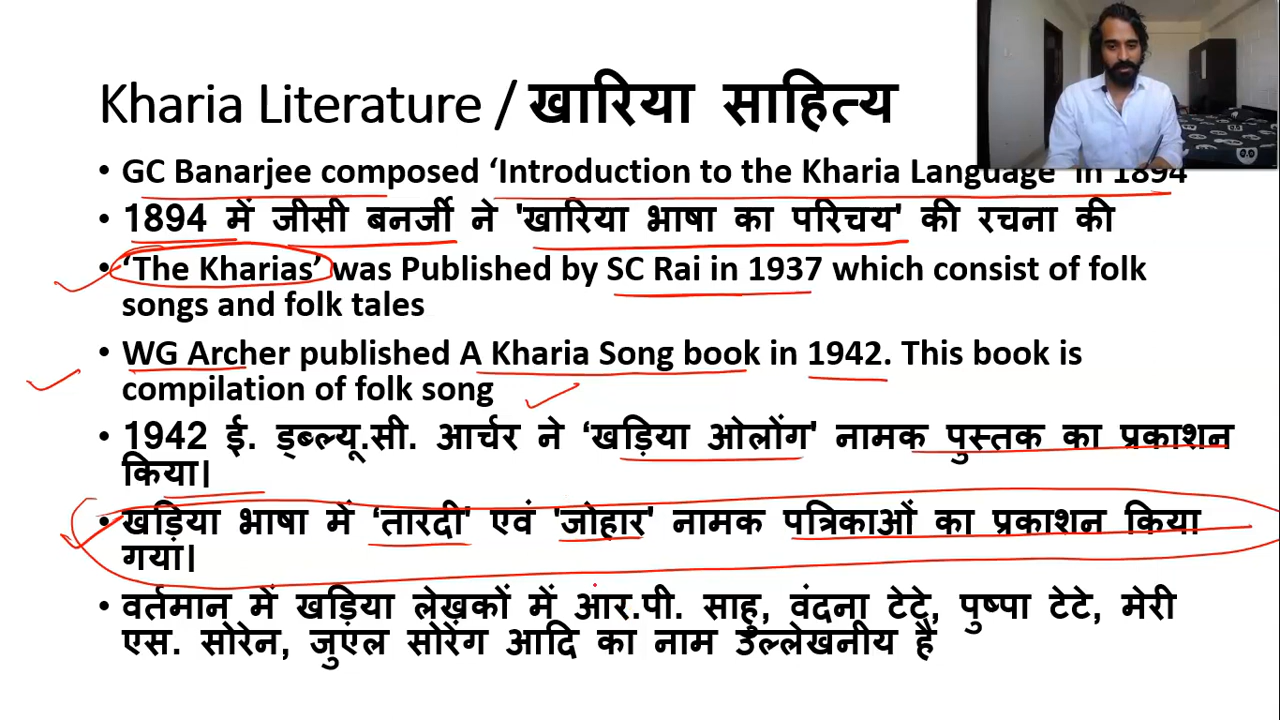 Kharia Literature / खारिया साहित्य
• GC Banarjee composed ‘Introduction to the Kharia Language’ in 1894
• 1894 में जीसी बनर्जी ने 'खारिया भाषा का परिचय' की रचना की
• ‘The Kharias’ was Published by SC Rai in 1937 which consist of folk
songs and folk tales
• WG Archer published A Kharia Song book in 1942. This book is
compilation of folk song
• 1942 ई. ड्ब्ल्यू.सी. आर्चर ने ‘खड़िया ओलोंग' नामक पुस्तक का प्रकाशन
किया।
• खड़िया भाषा में ‘तारदी' एवं 'जोहार' नामक पत्रिकाओं का प्रकाशन किया
गया।
• वर्तमान में खड़िया लेख़कों में आर.पी. साहु, वंदना टेटे, पुष्पा टेटे, मेरी
एस. सोरेन, जुएल सोरेंग आदि का नाम उल्लेखनीय है